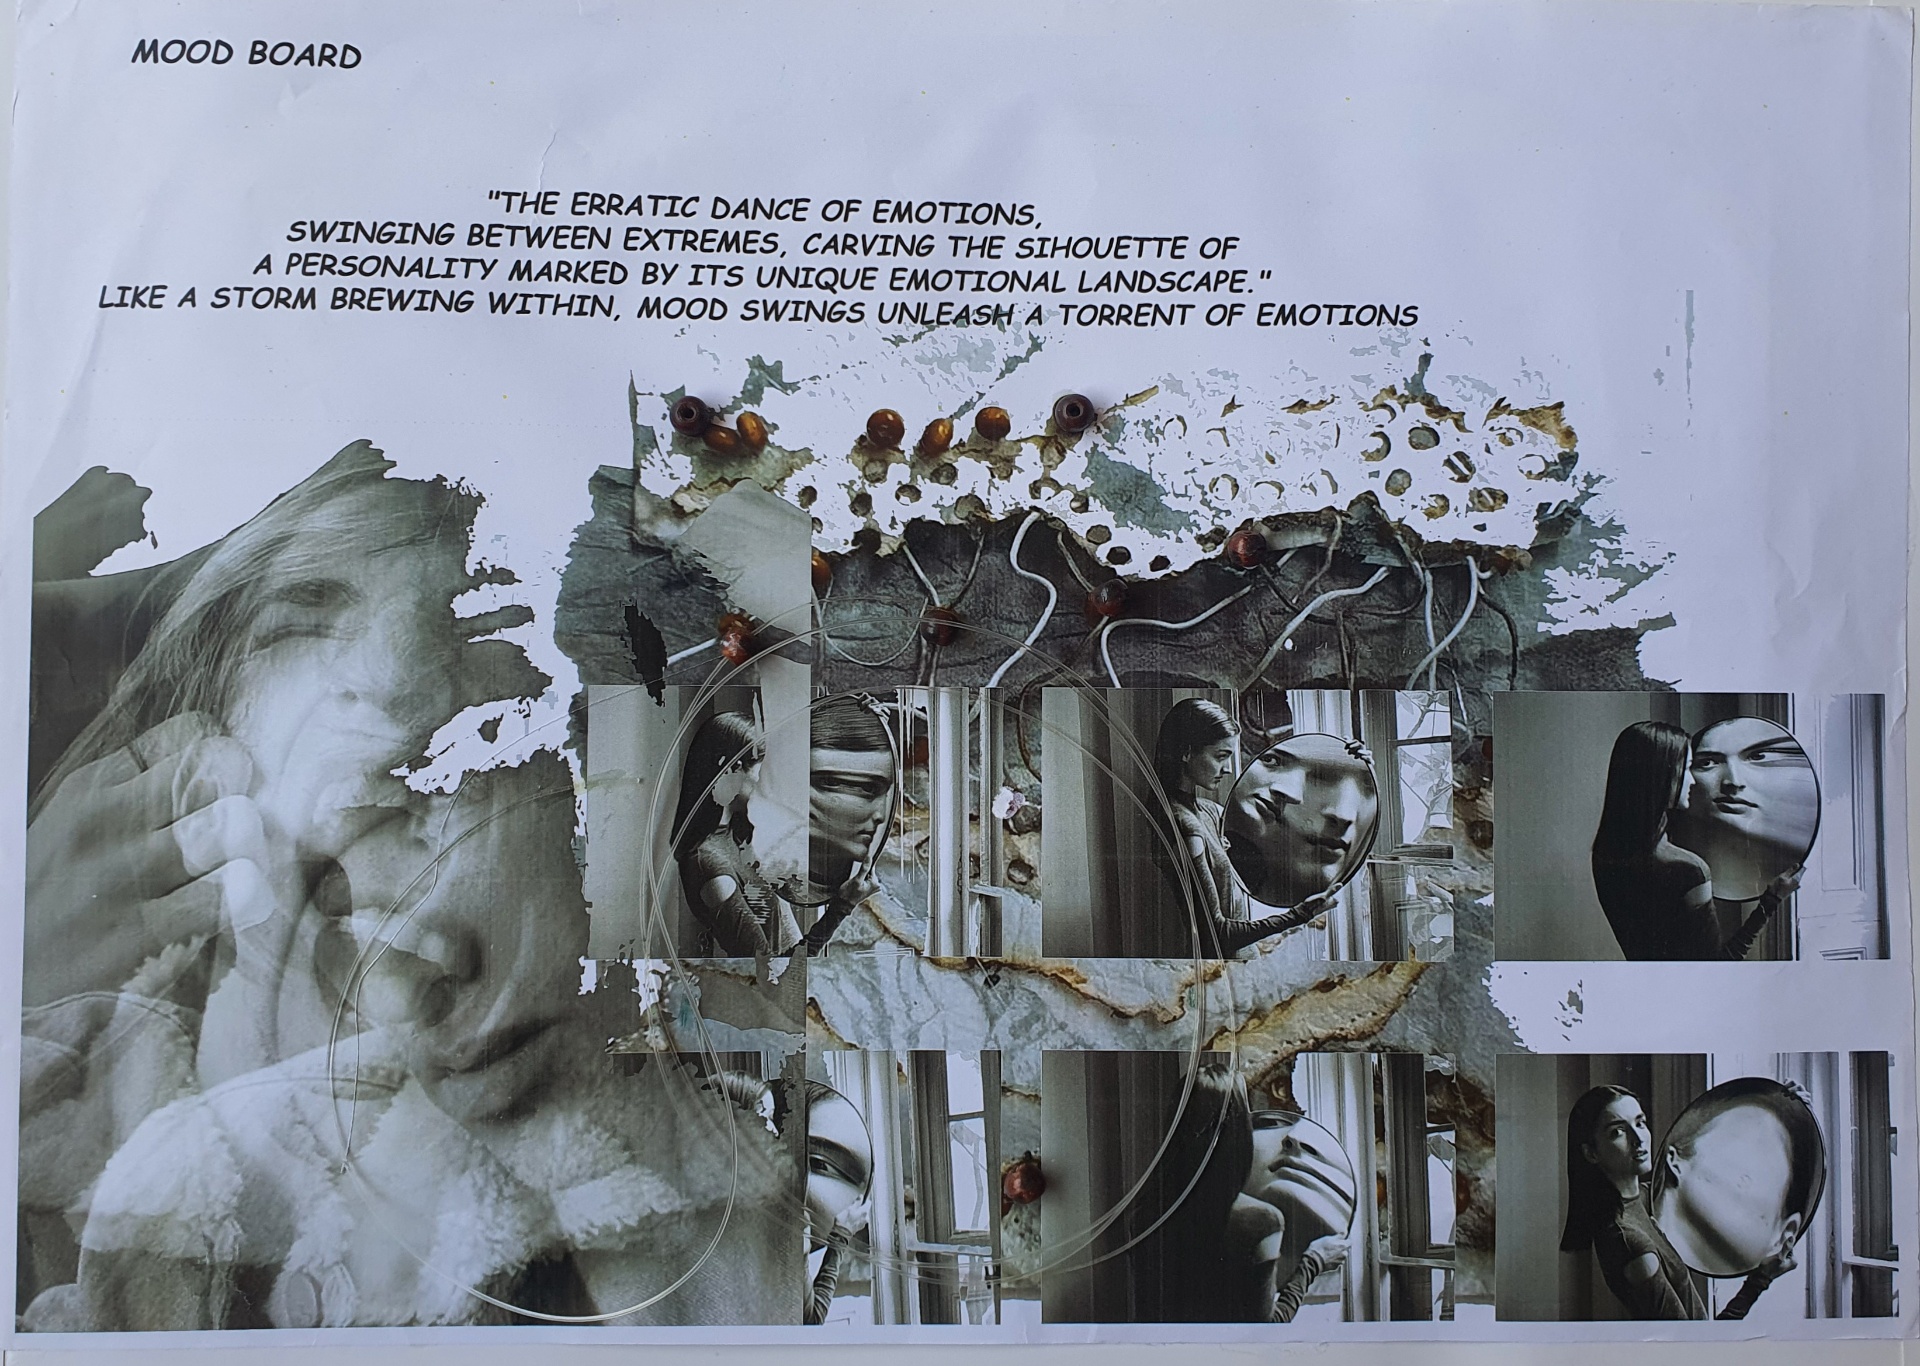 MOOD BOARD
"THE ERRATIC DANCE OF EMOTIONS,
SWINGING BETWEEN EXTREMES, CARVING THE SIHOUETTE OF
A PERSONALITY MARKED BY ITS UNIQUE EMOTIONAL LANDSCAPE."
LIKE A STORM BREWING WITHIN, MOOD SWINGS UNLEASH A TORRENT OF EMOTIONS